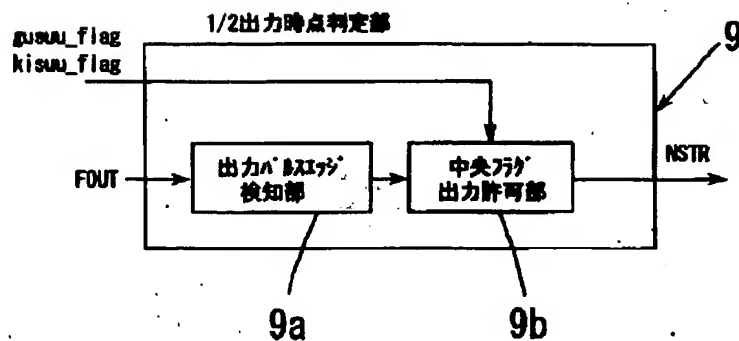 1/2出力時点判定部
gusuu_flag
kisuu_flag
9
FOUT
出力パルスエッジ
検知部
中央フラグ
出力許可部
NSTR
9a
9b